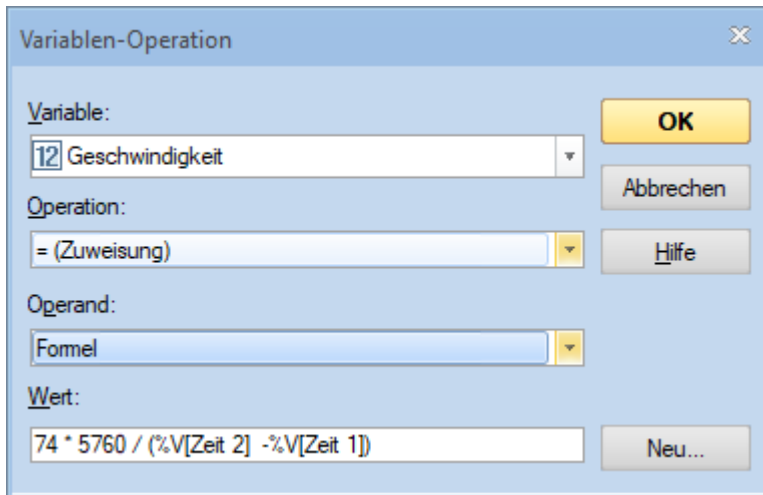 Variablen-Operation
Variable:
12 Geschwindigkeit
OK
Abbrechen
Operation:
= (Zuweisung)
Hilfe
Operand:
Formel
Wert:
74 * 5760 / (%V[Zeit 2]  -%V[Zeit 1])
Neu...